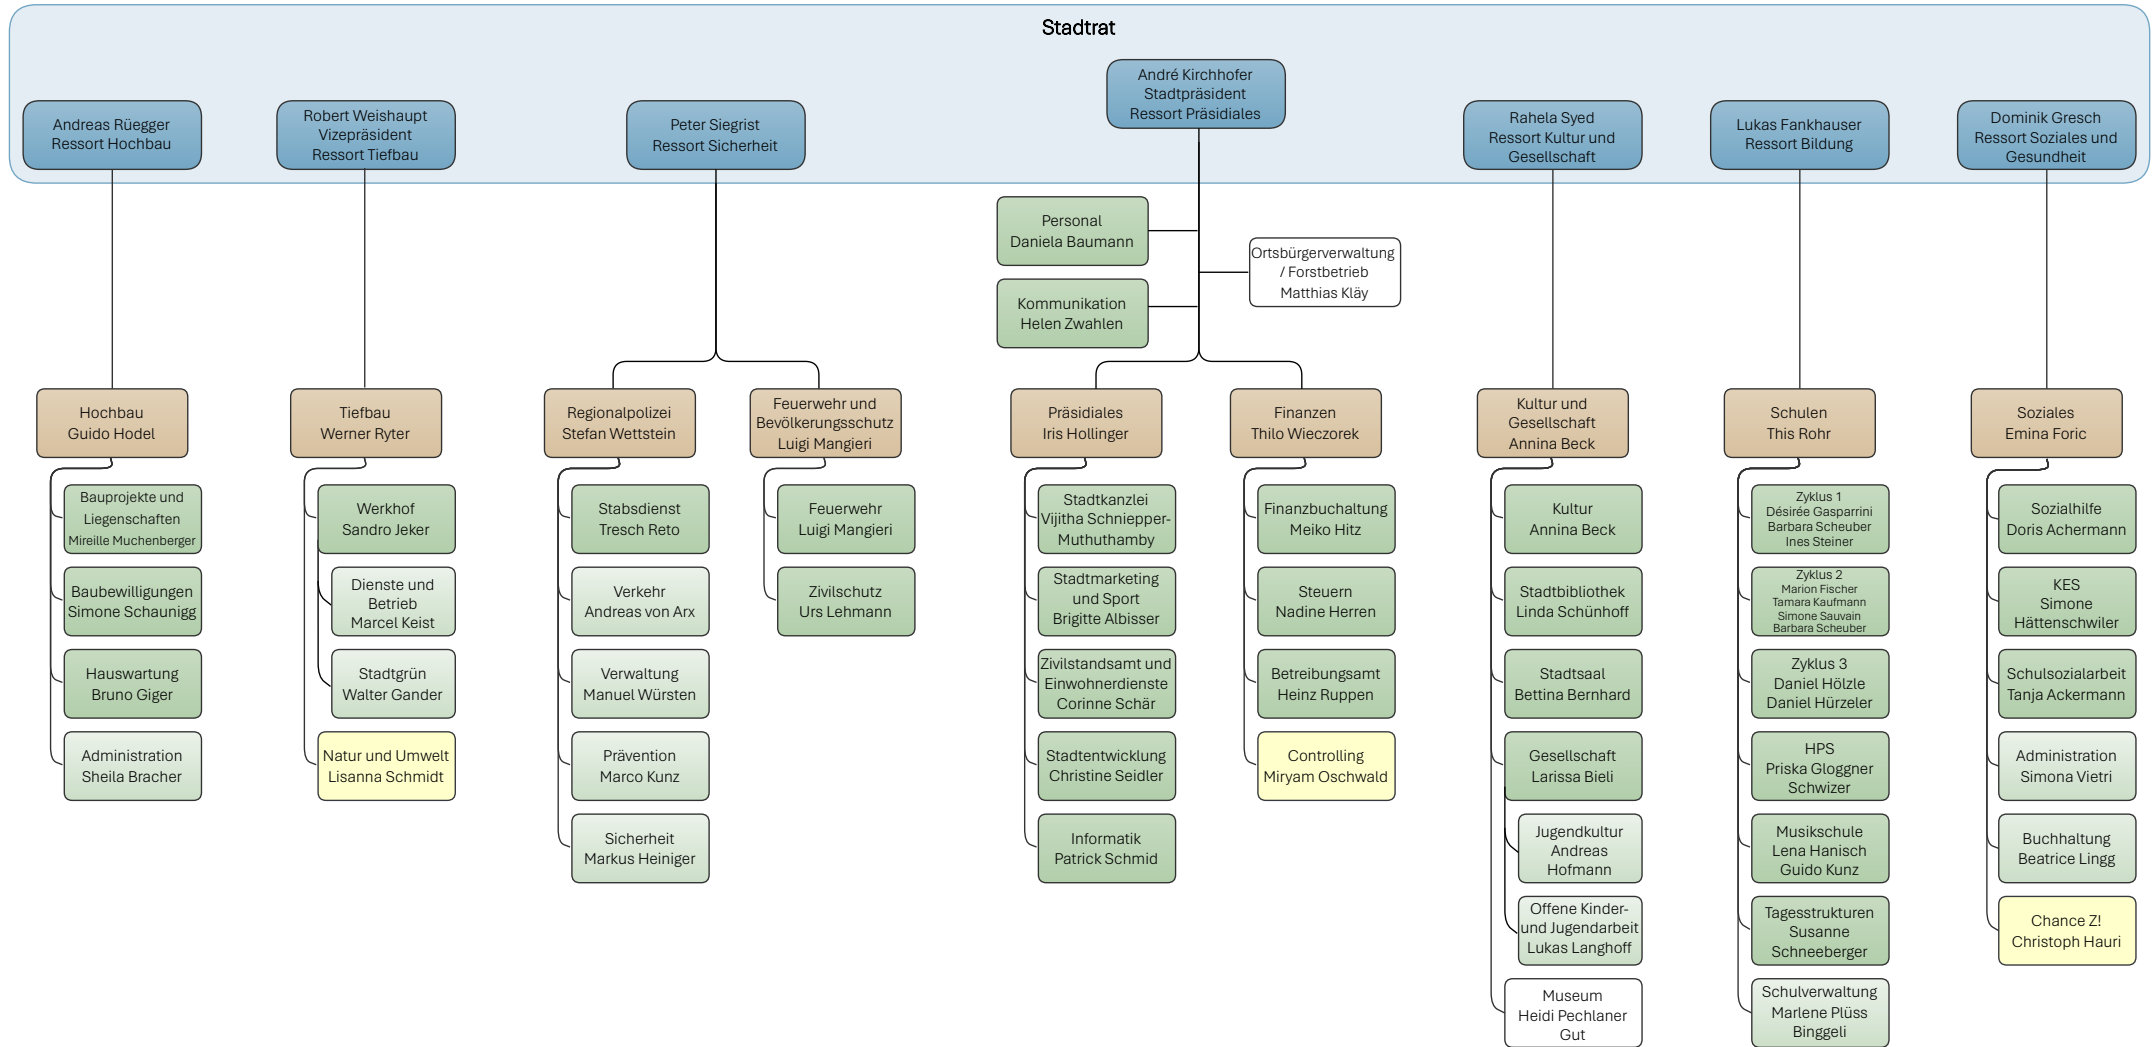 Stadtrat
Andreas Rüegger
Ressort Hochbau
Robert Weishaupt
Vizepräsident
Ressort Tiefbau
Peter Siegrist
Ressort Sicherheit
André Kirchhofer
Stadtpräsident
Ressort Präsidiales
Rahela Syed
Ressort Kultur und
Gesellschaft
Lukas Fankhauser
Ressort Bildung
Dominik Gresch
Ressort Soziales und
Gesundheit
Personal
Daniela Baumann
Ortsbürgerverwaltung
/ Forstbetrieb
Matthias Kläy
Kommunikation
Helen Zwahlen
Hochbau
Guido Hodel
Bauprojekte und
Liegenschaften
Mireille Muchenberger
Baubewilligungen
Simone Schaunigg
Hauswartung
Bruno Giger
Administration
Sheila Bracher
Tiefbau
Werner Ryter
Werkhof
Sandro Jeker
Dienste und
Betrieb
Marcel Keist
Stadtgrün
Walter Gander
Natur und Umwelt
Lisanna Schmidt
Regionalpolizei
Stefan Wettstein
Stabsdienst
Tresch Reto
Verkehr
Andreas von Arx
Verwaltung
Manuel Würsten
Prävention
Marco Kunz
Sicherheit
Markus Heiniger
Feuerwehr und
Bevölkerungsschutz
Luigi Mangieri
Feuerwehr
Luigi Mangieri
Zivilschutz
Urs Lehmann
Präsidiales
Iris Hollinger
Stadtkanzlei
Vijitha Schniepper-
Muthuthamby
Stadtmarketing
und Sport
Brigitte Albisser
Zivilstandsamt und
Einwohnerdienste
Corinne Schär
Stadtentwicklung
Christine Seidler
Informatik
Patrick Schmid
Finanzen
Thilo Wieczorek
Finanzbuchaltung
Meiko Hitz
Steuern
Nadine Herren
Betreibungsamt
Heinz Ruppen
Controlling
Miryam Oschwald
Kultur und
Gesellschaft
Annina Beck
Kultur
Annina Beck
Stadtbibliothek
Linda Schünhoff
Stadtsaal
Bettina Bernhard
Gesellschaft
Larissa Bieli
Jugendkultur
Andreas
Hofmann
Offene Kinder-
und Jugendarbeit
Lukas Langhoff
Museum
Heidi Pechlaner
Gut
Schulen
This Rohr
Zyklus 1
Désirée Gasparrini
Barbara Scheuber
Ines Steiner
Zyklus 2
Marion Fischer
Tamara Kaufmann
Simone Sauvain
Barbara Scheuber
Zyklus 3
Daniel Hölzle
Daniel Hürzeler
HPS
Priska Gloggner
Schwizer
Musikschule
Lena Hanisch
Guido Kunz
Tagesstrukturen
Susanne
Schneeberger
Schulverwaltung
Marlene Plüss
Binggeli
Soziales
Emina Foric
Sozialhilfe
Doris Achermann
KES
Simone
Hättenschwiler
Schulsozialarbeit
Tanja Ackermann
Administration
Simona Vietri
Buchhaltung
Beatrice Lingg
Chance Z!
Christoph Hauri